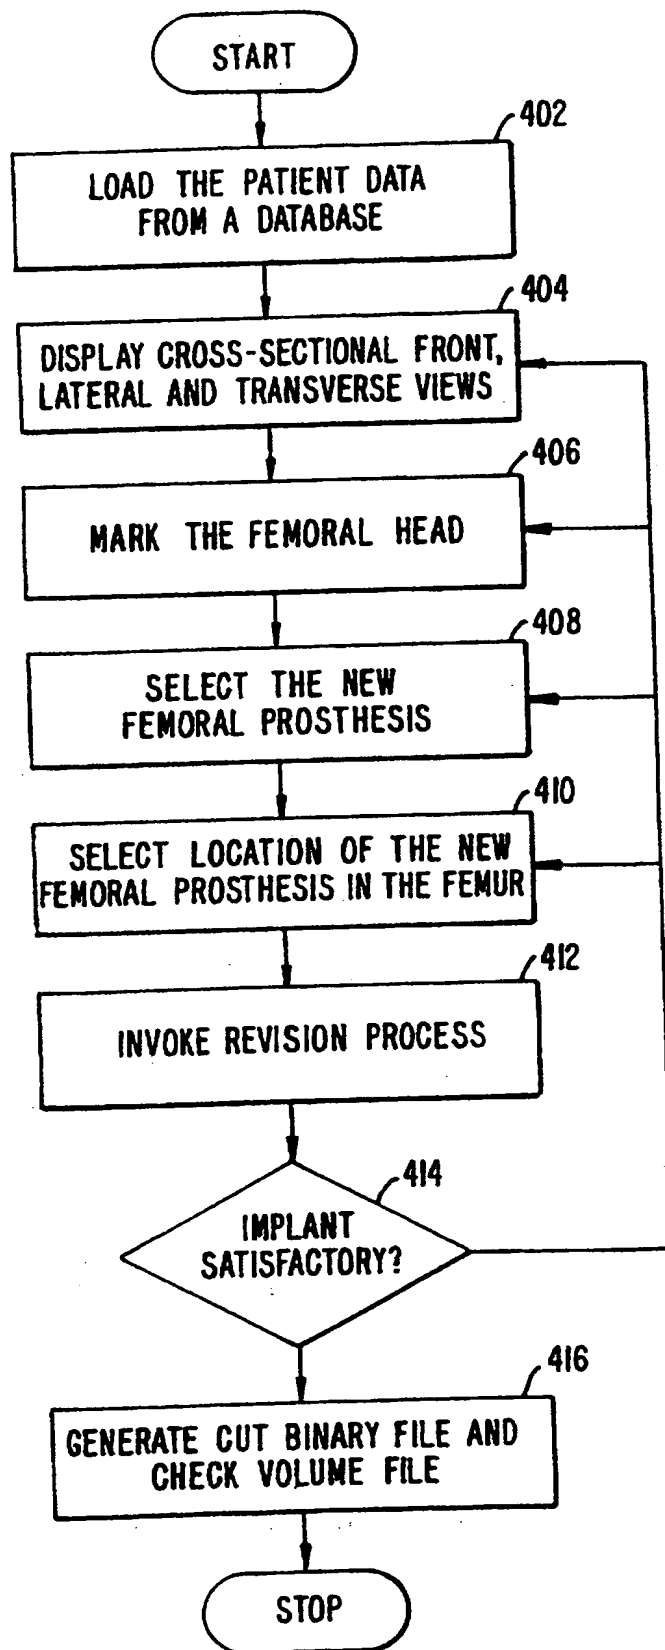 START
402
LOAD THE PATIENT DATA
FROM A DATABASE
404
DISPLAY CROSS-SECTIONAL FRONT,
LATERAL AND TRANSVERSE VIEWS
406
MARK THE FEMORAL HEAD
408
SELECT THE NEW
FEMORAL PROSTHESIS
410
SELECT LOCATION OF THE NEW
FEMORAL PROSTHESIS IN THE FEMUR
412
INVOKE REVISION PROCESS
414
IMPLANT
SATISFACTORY?
416
GENERATE CUT BINARY FILE AND
CHECK VOLUME FILE
STOP